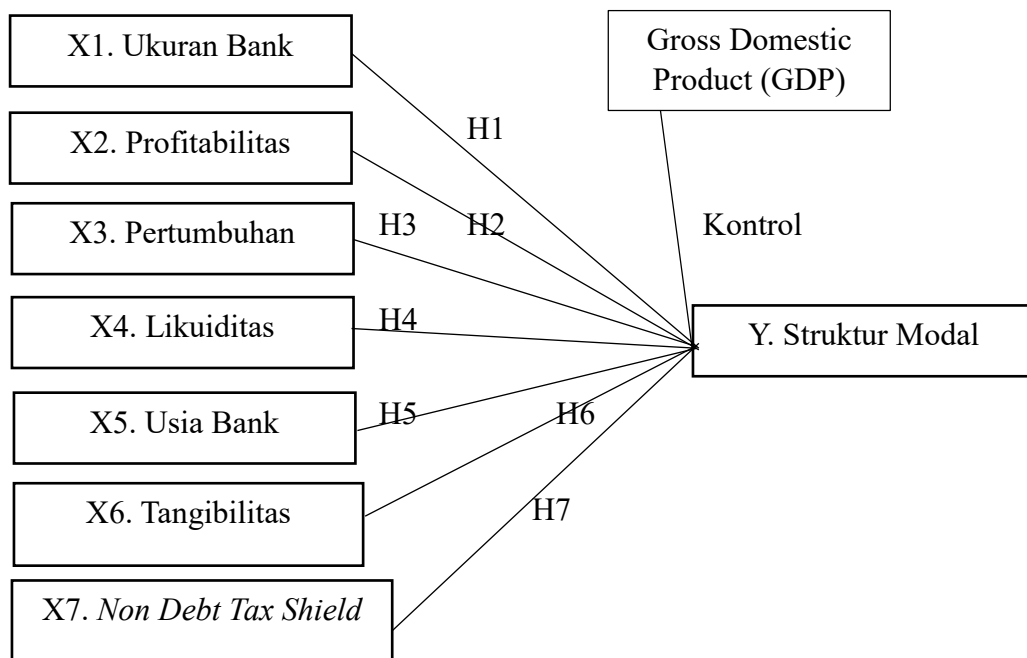 X1. Ukuran Bank
Gross Domestic
Product (GDP)
H1
X2. Profitabilitas
X3. Pertumbuhan
H3
H2
Kontrol
X4. Likuiditas
H4
Y. Struktur Modal
X5. Usia Bank
H5
H6
X6. Tangibilitas
H7
X7. Non Debt Tax Shield